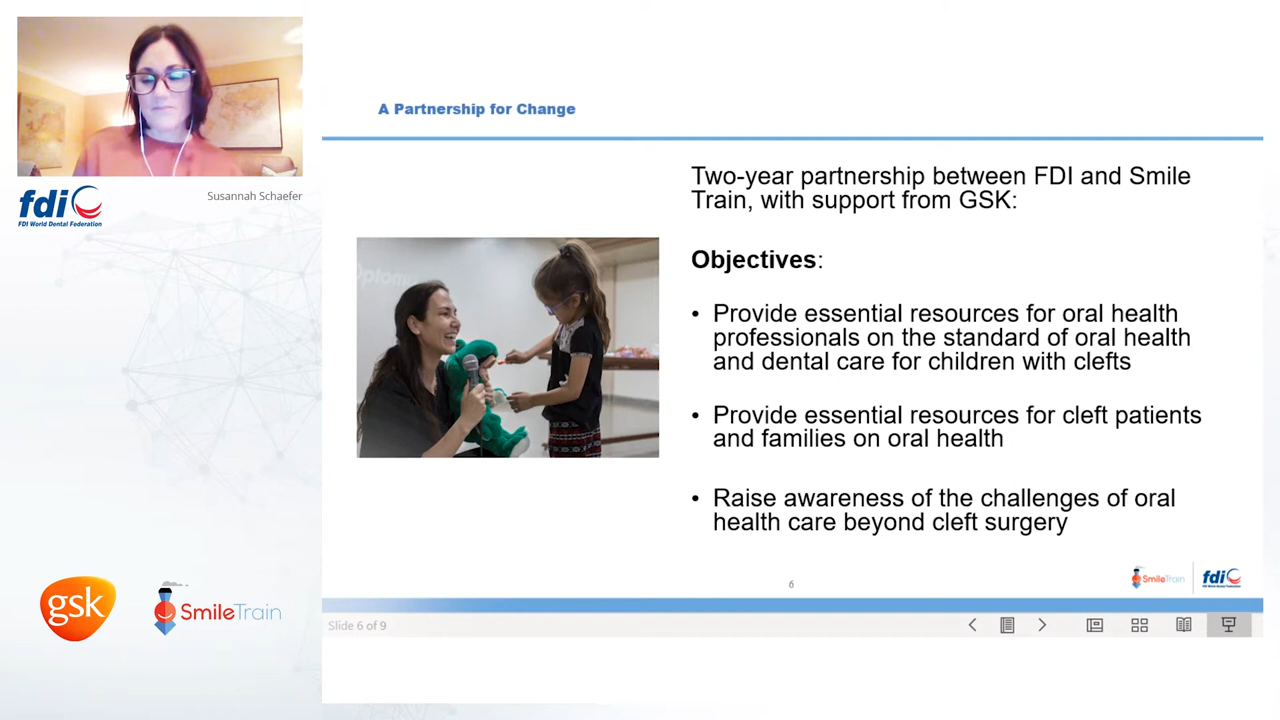 fdi
FDI World Dental Federation
Susannah Schaefer
gsk
SmileTrain
A Partnership for Change
Two-year partnership between FDI and Smile
Train, with support from GSK:
Objectives:
• Provide essential resources for oral health
professionals on the standard of oral health
and dental care for children with clefts
• Provide essential resources for cleft patients
and families on oral health
• Raise awareness of the challenges of oral
health care beyond cleft surgery
6
SmileTrain
fdi
Slide 6 of 9